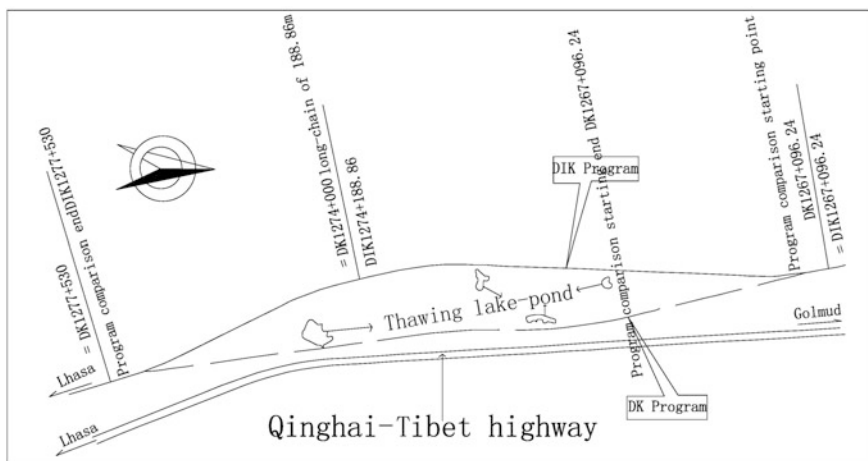 Program comparison endDIK1277+530
= DK1277+530
= DK1274+000 long-chain of 188.86m
DIK1274+188.86
Program comparison starting end DK1267+096.24
Program comparison starting point
DK1267+096.24
= DIK1267+096.24
DIK Program
Thawing lake-pond
Golmud
Lhasa
DK Program
Lhasa
Qinghai-Tibet highway